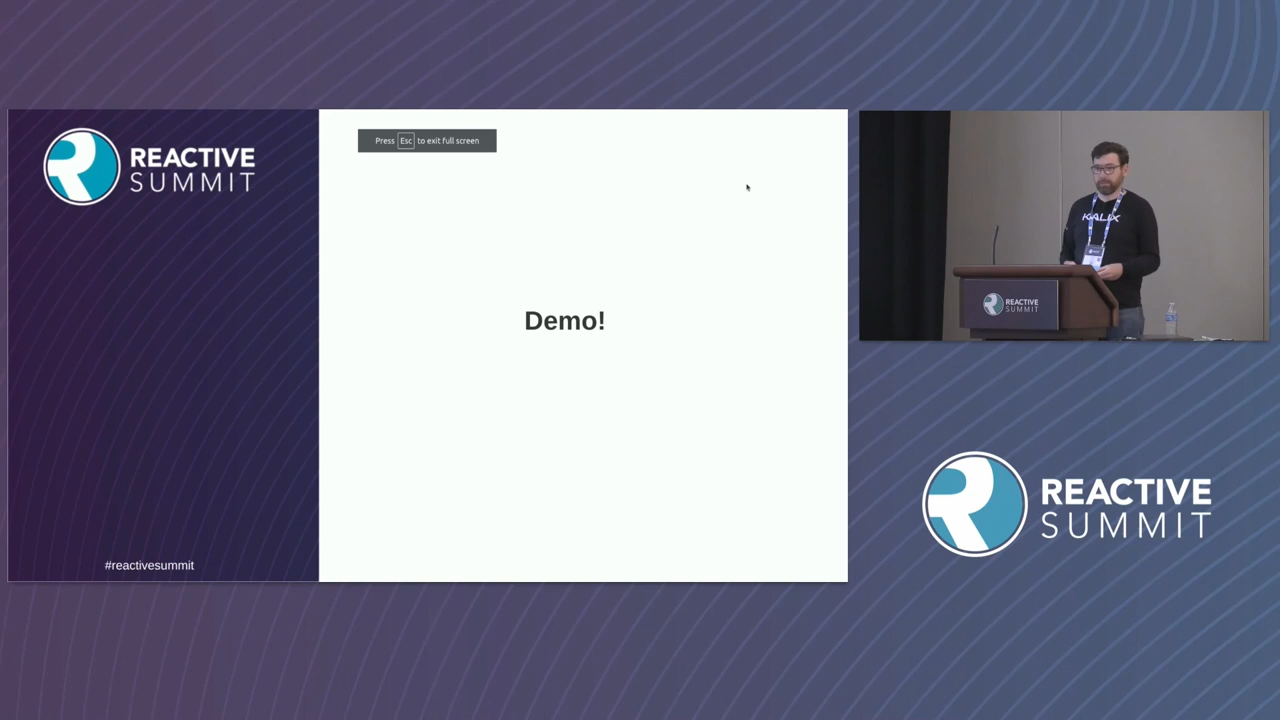 REACTIVE
SUMMIT
Press Esc to exit full screen
Demo!
#reactivesummit
KALIX
REACTIVE
SUMMIT
REACTIVE
SUMMIT